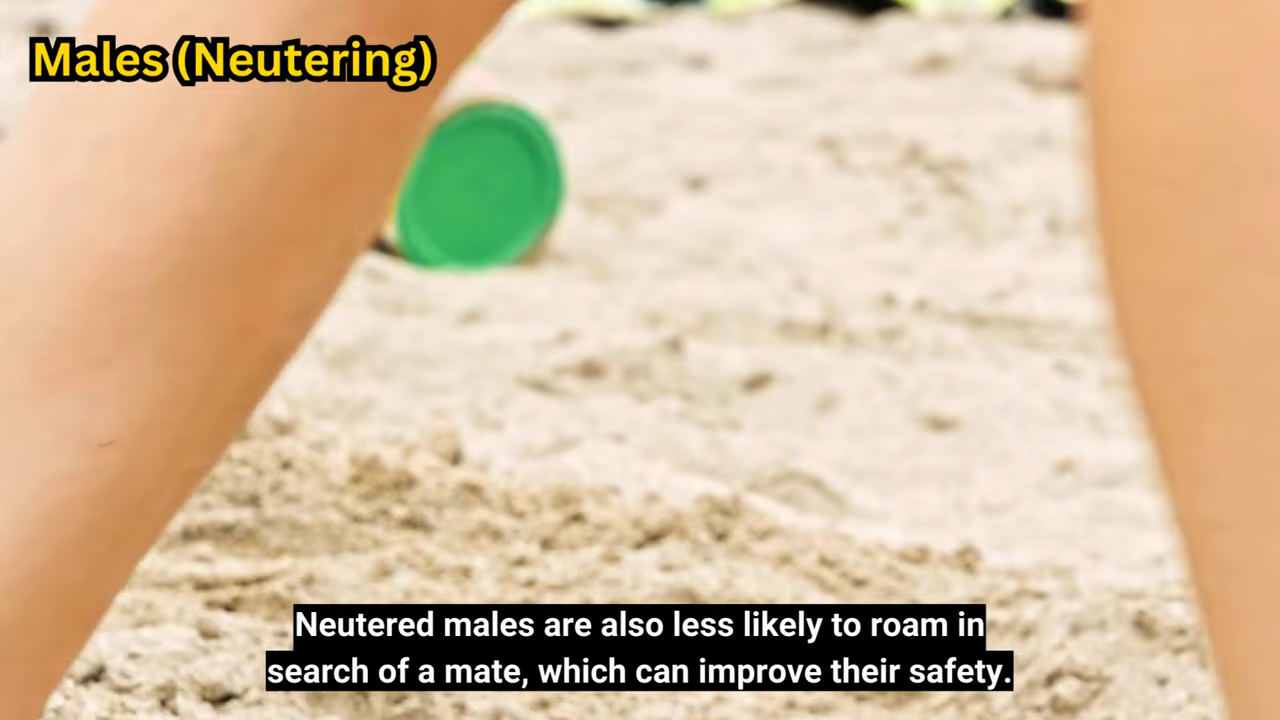 Males (Neutering)
Neutered males are also less likely to roam in
search of a mate, which can improve their safety.